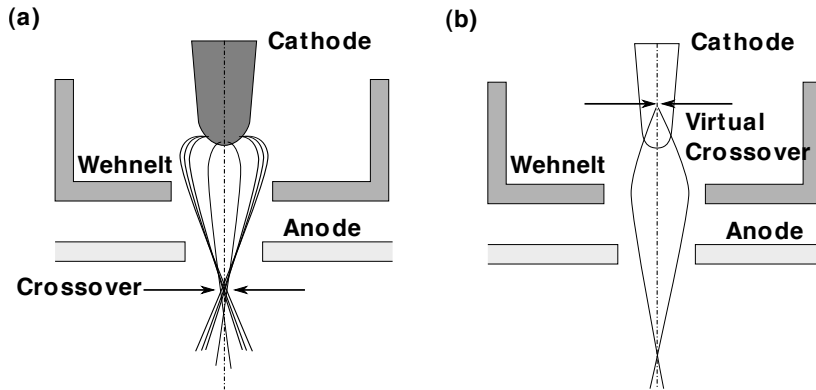 (a)
Cathode
Wehnelt
Anode
Crossover
(b)
Cathode
Virtual
Crossover
Wehnelt
Anode